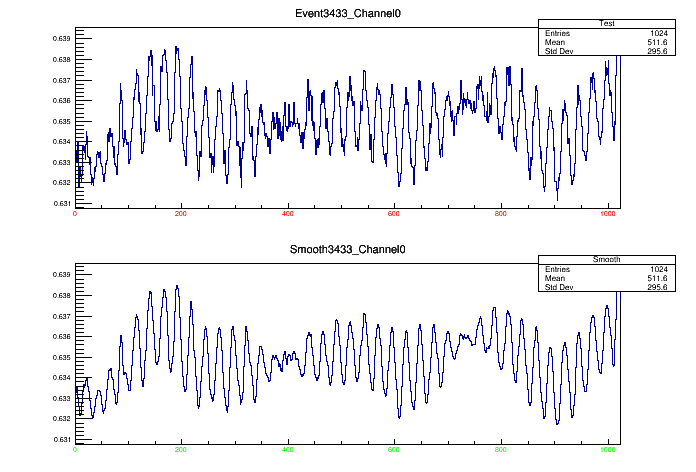 Event3433_Channel0
Test
Entries 1024
Mean 511.6
Std Dev 295.6
0.639
0.638
0.637
0.636
0.635
0.634
0.633
0.632
0.631
0 200 400 600 800 1000
Smooth3433_Channel0
Smooth
Entries 1024
Mean 511.6
Std Dev 295.6
0.639
0.638
0.637
0.636
0.635
0.634
0.633
0.632
0.631
0 200 400 600 800 1000